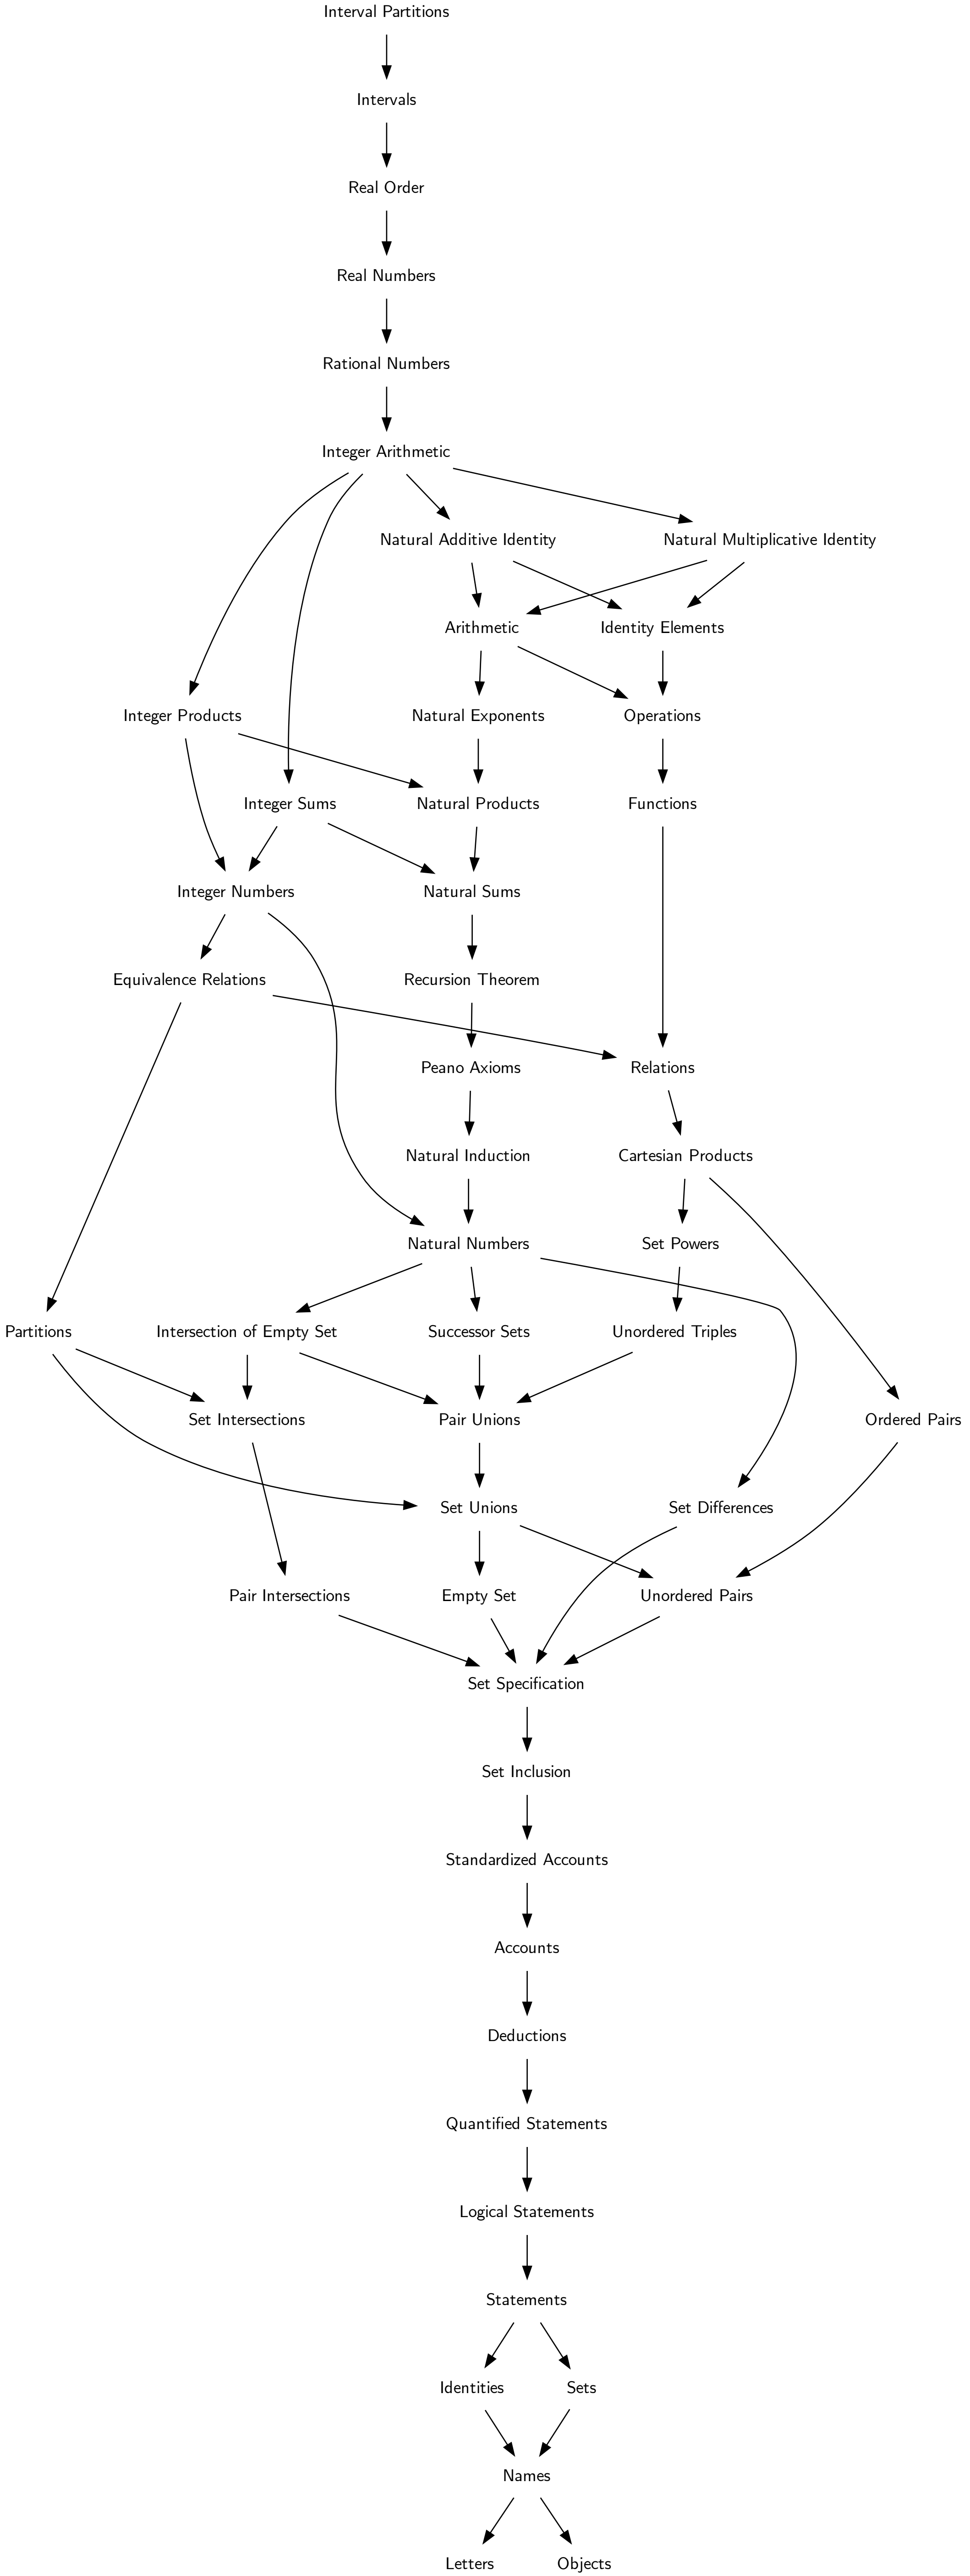 Interval Partitions
Intervals
Real Order
Real Numbers
Rational Numbers
Integer Arithmetic
Natural Additive Identity
Natural Multiplicative Identity
Arithmetic
Identity Elements
Integer Products
Natural Exponents
Operations
Integer Sums
Natural Products
Functions
Integer Numbers
Natural Sums
Equivalence Relations
Recursion Theorem
Peano Axioms
Relations
Natural Induction
Cartesian Products
Natural Numbers
Set Powers
Partitions
Intersection of Empty Set
Successor Sets
Unordered Triples
Set Intersections
Pair Unions
Ordered Pairs
Set Unions
Set Differences
Pair Intersections
Empty Set
Unordered Pairs
Set Specification
Set Inclusion
Standardized Accounts
Accounts
Deductions
Quantified Statements
Logical Statements
Statements
Identities
Sets
Names
Letters
Objects